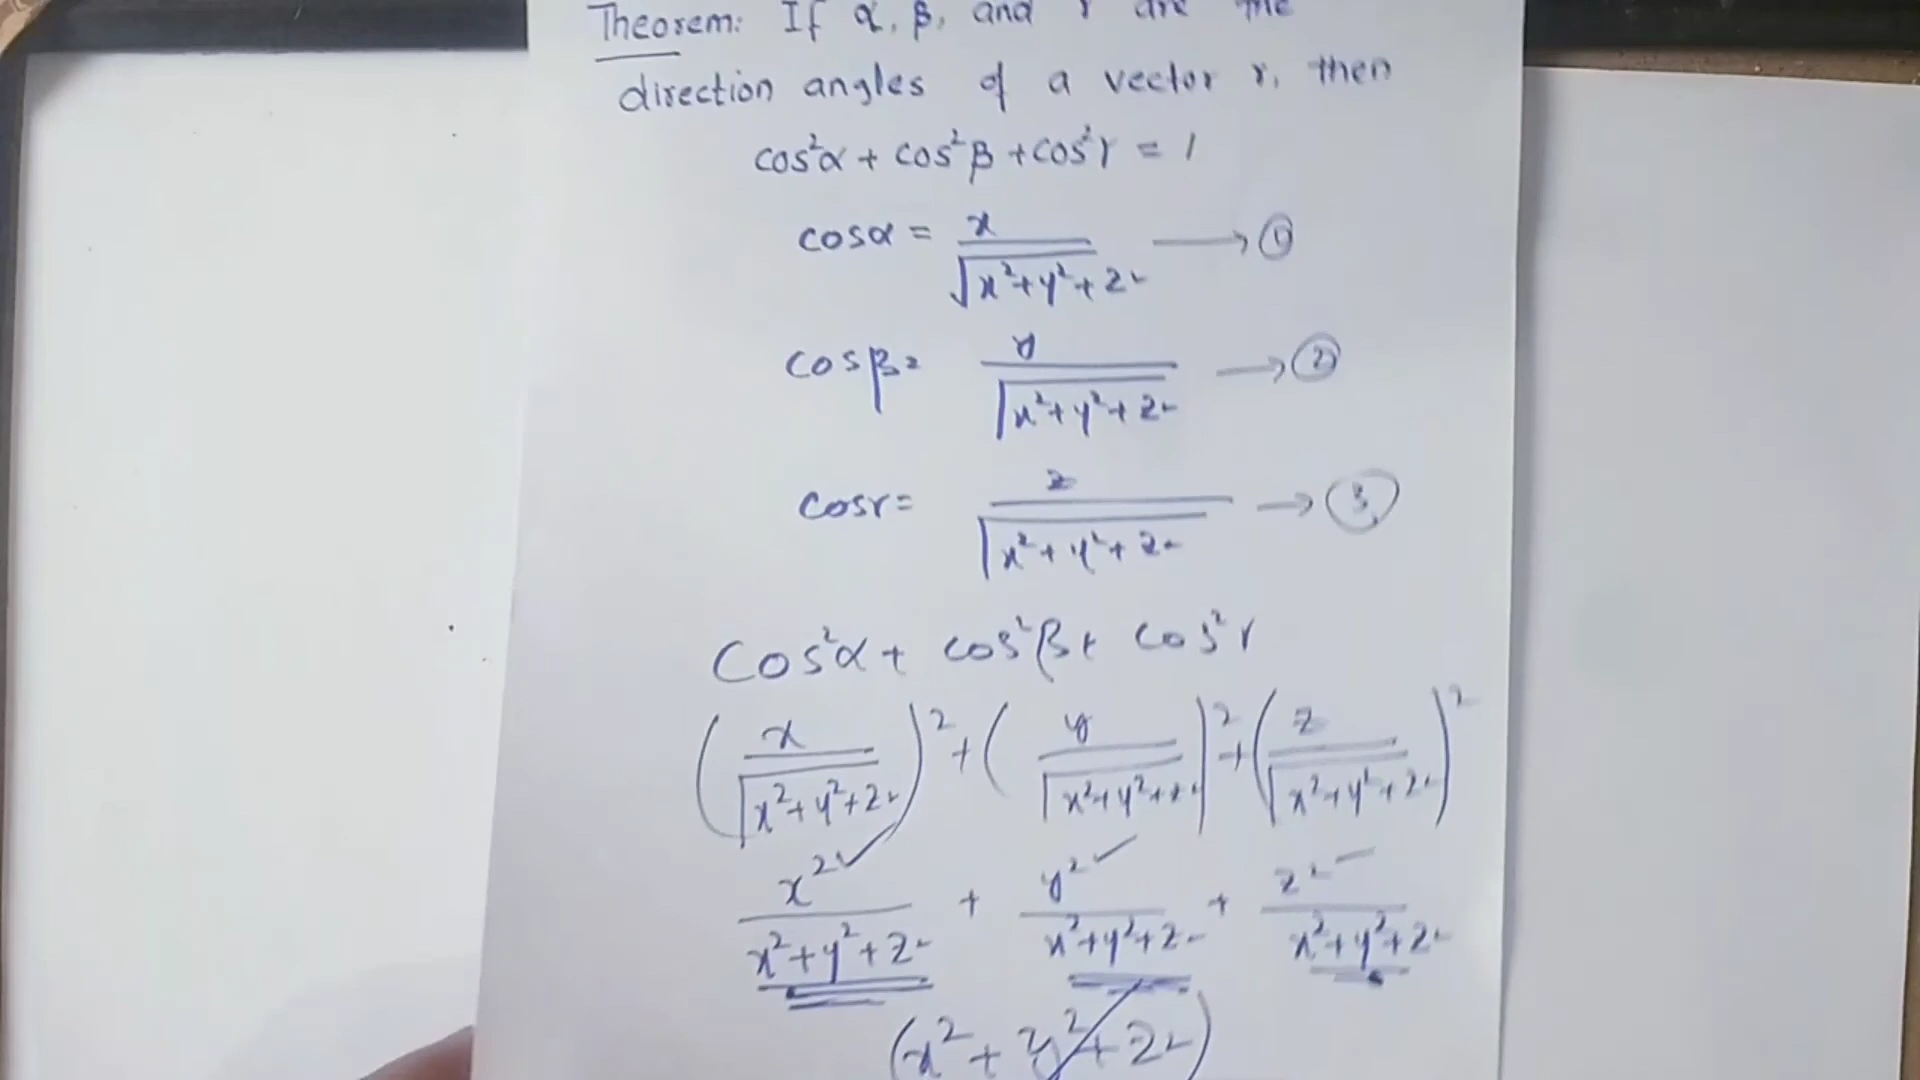 Theorem: If α, β, and γ are the
direction angles of a vector r, then
cos²α + cos²β + cos²γ = 1
cosα = x / √x²+y²+z² → ①
cosβ = y / √x²+y²+z² → ②
cosγ = z / √x²+y²+z² → ③
Cos²α + cos²β + cos²γ
(x / √x²+y²+z²)² + (y / √x²+y²+z²)² + (z / √x²+y²+z²)²
x² / x²+y²+z² + y² / x²+y²+z² + z² / x²+y²+z²
(x² + y² + z²)